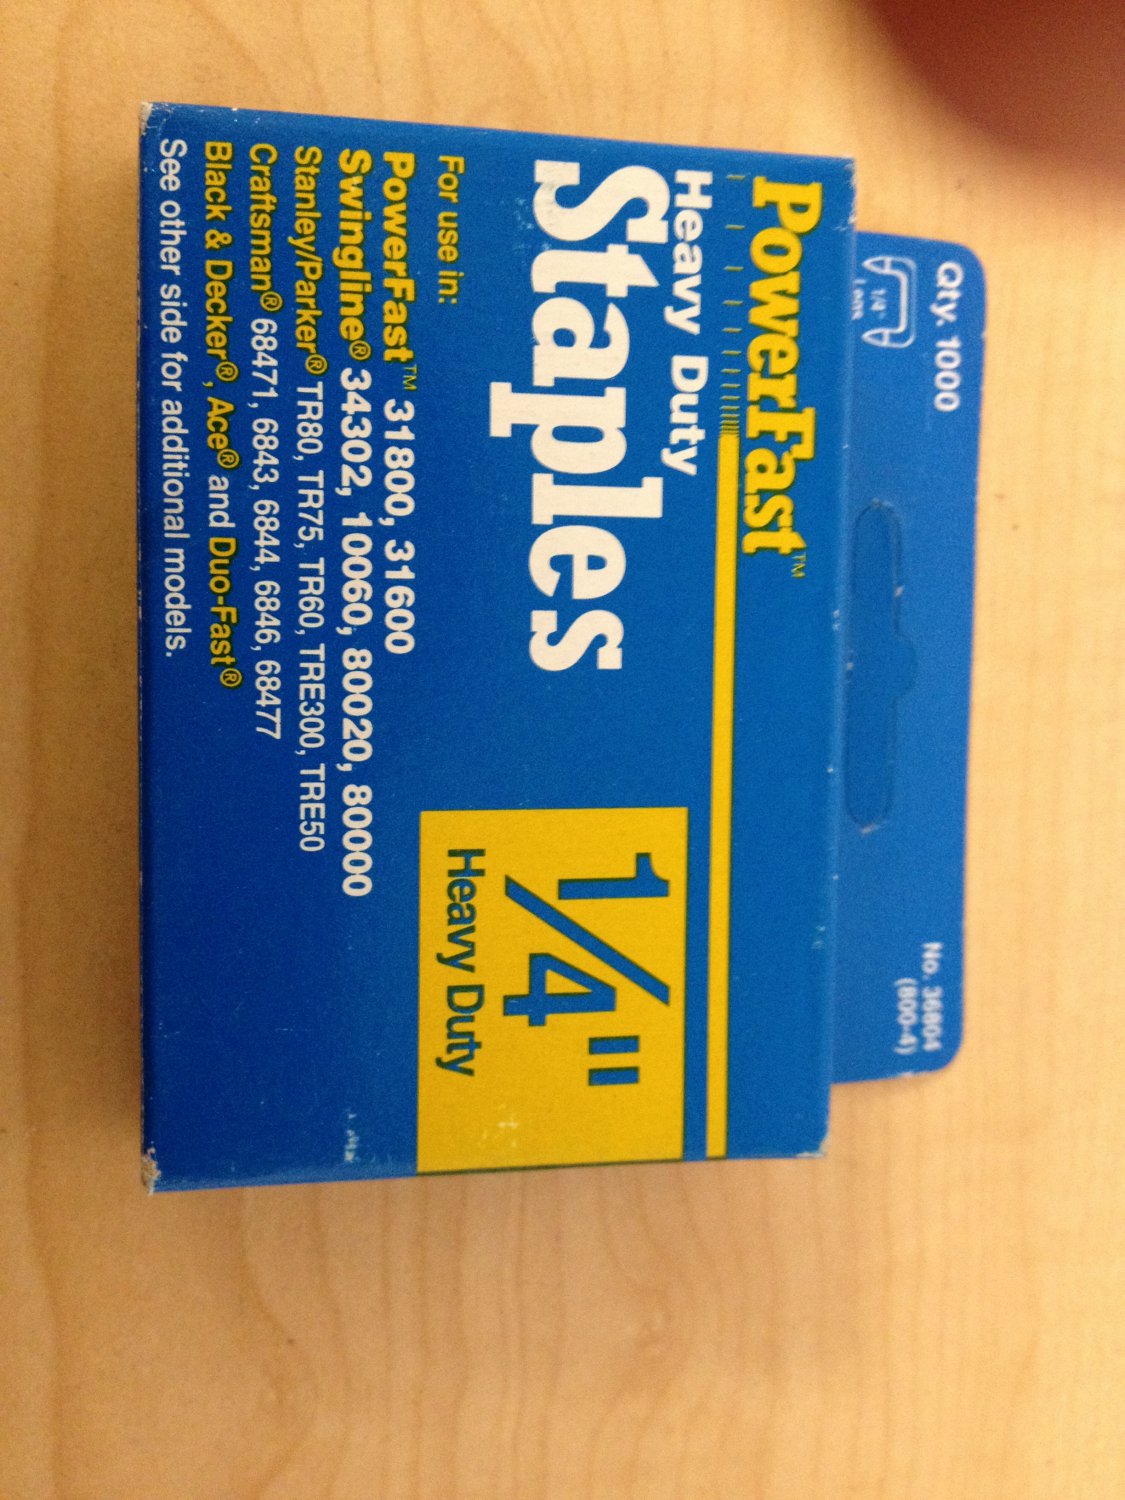 Qty. 1000
1/4"
No. 36804
(800-4)
PowerFast™
Heavy Duty
Staples
1/4"
Heavy Duty
For use in:
PowerFast™ 31800, 31600
Swingline® 34302, 10060, 80020, 80000
Stanley/Parker® TR80, TR75, TR60, TRE300, TRE50
Craftsman® 68471, 6843, 6844, 6846, 68477
Black & Decker®, Ace® and Duo-Fast®
See other side for additional models.